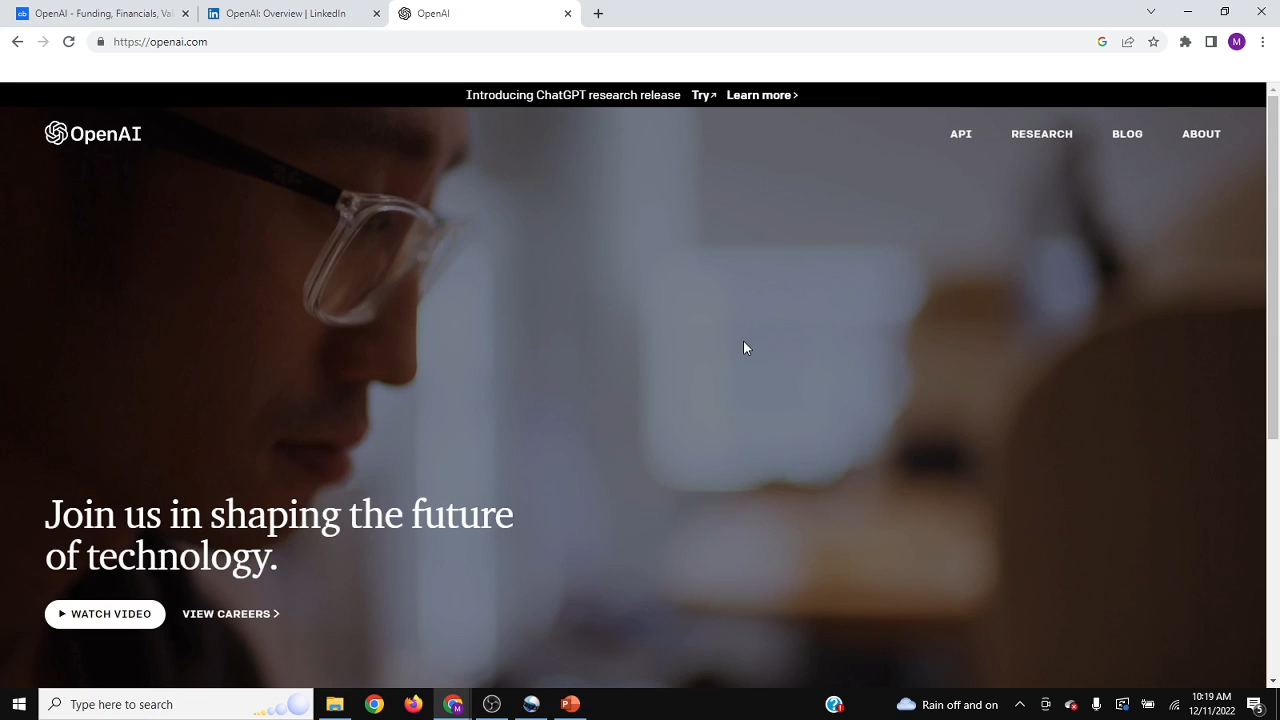 OpenAI - Funding, Financials, Val
OpenAI: Overview | LinkedIn
OpenAI
https://openai.com
M
Introducing ChatGPT research release Try↗ Learn more >
OpenAI
API RESEARCH BLOG ABOUT
Join us in shaping the future
of technology.
WATCH VIDEO VIEW CAREERS >
Type here to search
Rain off and on
10:19 AM
12/11/2022